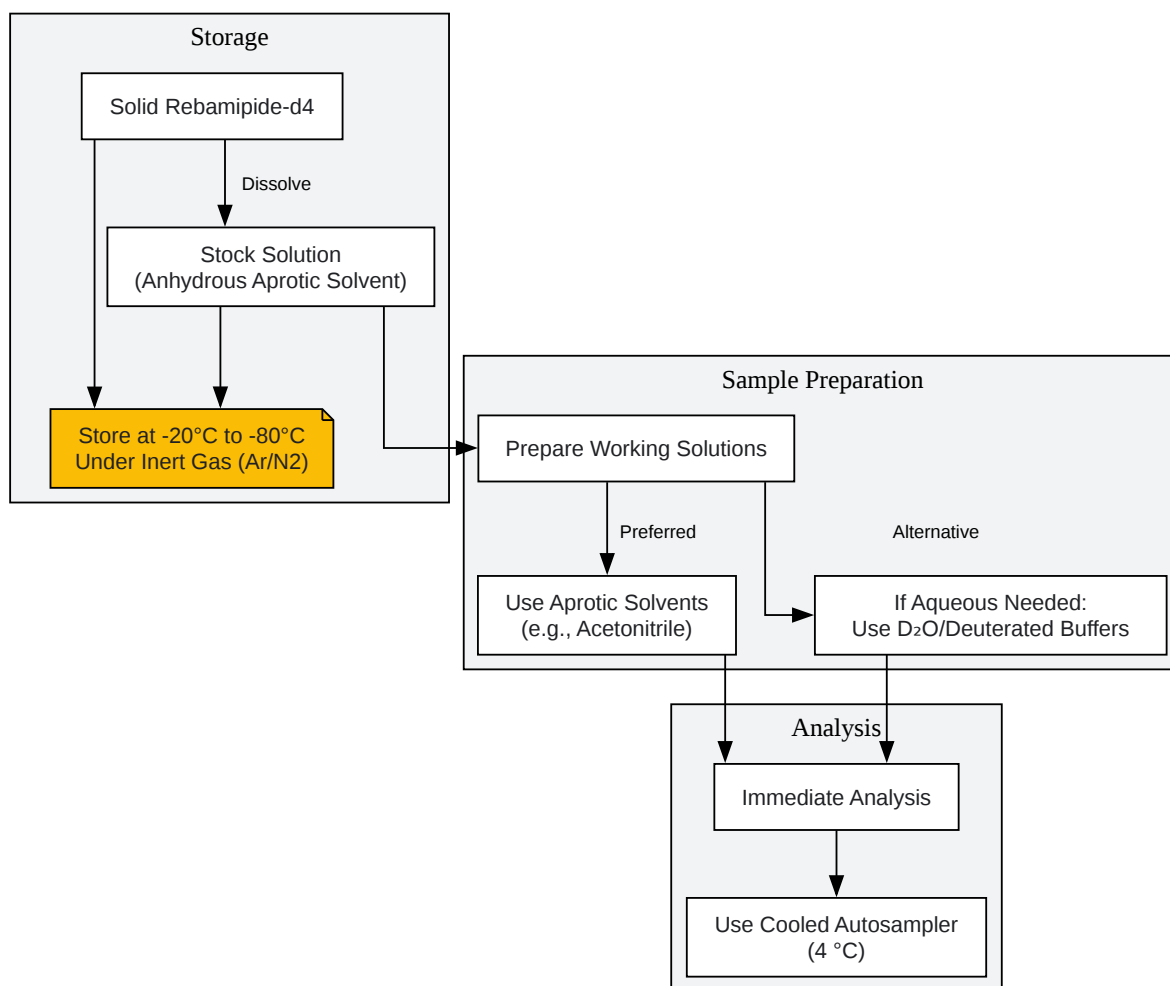 Storage
Solid Rebamipide-d4
Dissolve
Stock Solution
(Anhydrous Aprotic Solvent)
Store at -20°C to -80°C
Under Inert Gas (Ar/N2)
Sample Preparation
Prepare Working Solutions
Preferred
Alternative
Use Aprotic Solvents
(e.g., Acetonitrile)
If Aqueous Needed:
Use D₂O/Deuterated Buffers
Analysis
Immediate Analysis
Use Cooled Autosampler
(4 °C)